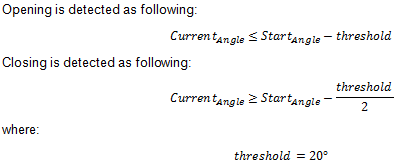 Opening is detected as following:
Current_Angle ≤ Start_Angle − threshold
Closing is detected as following:
Current_Angle ≥ Start_Angle − threshold/2
where:
threshold = 20°